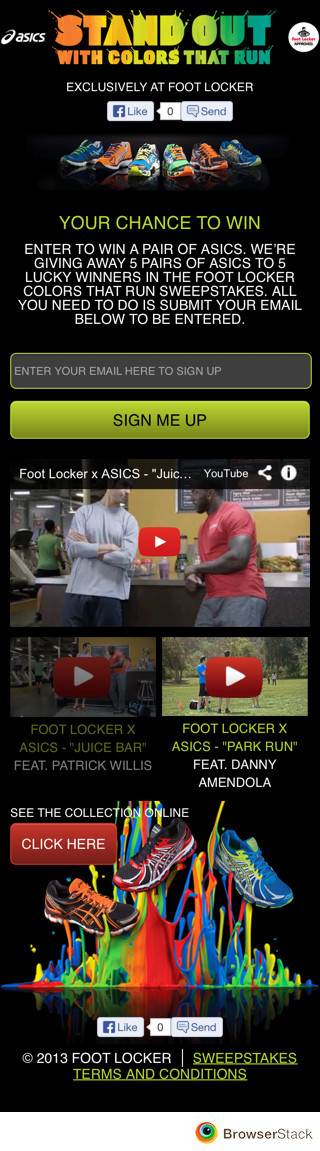 asics
STAND OUT
WITH COLORS THAT RUN
Foot Locker
APPROVED.
EXCLUSIVELY AT FOOT LOCKER
Like 0 Send
YOUR CHANCE TO WIN
ENTER TO WIN A PAIR OF ASICS. WE'RE
GIVING AWAY 5 PAIRS OF ASICS TO 5
LUCKY WINNERS IN THE FOOT LOCKER
COLORS THAT RUN SWEEPSTAKES. ALL
YOU NEED TO DO IS SUBMIT YOUR EMAIL
BELOW TO BE ENTERED.
ENTER YOUR EMAIL HERE TO SIGN UP
SIGN ME UP
Foot Locker x ASICS - "Juic... YouTube
FOOT LOCKER X
ASICS - "JUICE BAR"
FEAT. PATRICK WILLIS
FOOT LOCKER X
ASICS - "PARK RUN"
FEAT. DANNY
AMENDOLA
SEE THE COLLECTION ONLINE
CLICK HERE
Like 0 Send
© 2013 FOOT LOCKER | SWEEPSTAKES
TERMS AND CONDITIONS
BrowserStack